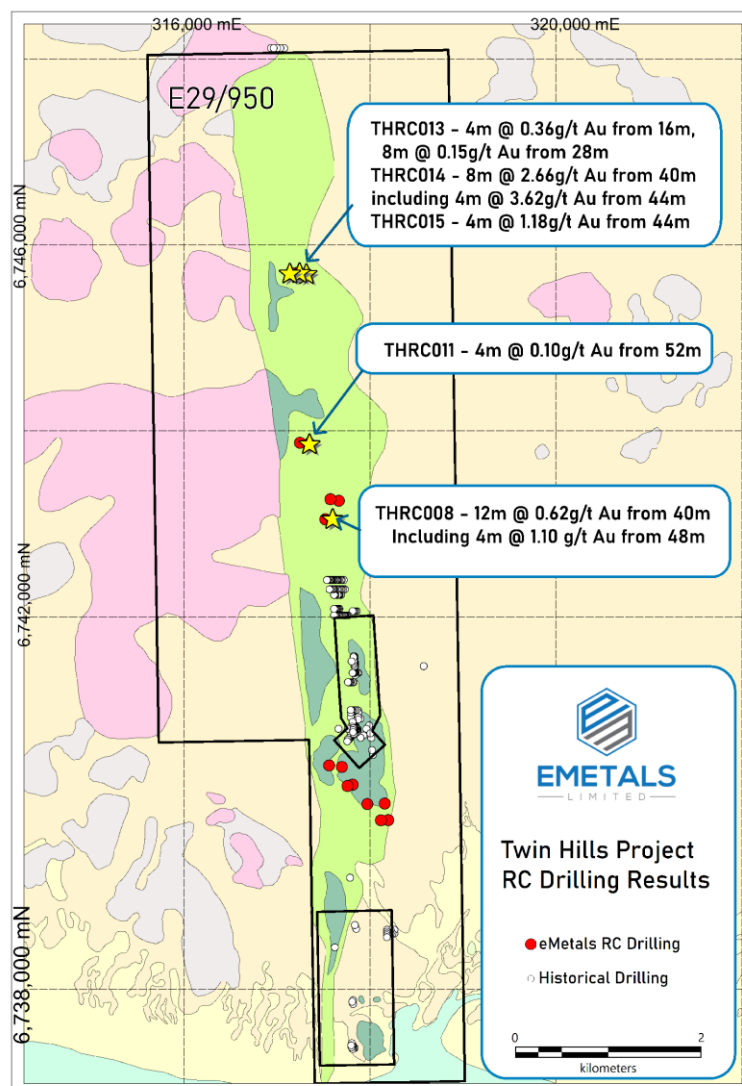 316,000 mE
320,000 mE
E29/950
THRC013 - 4m @ 0.36g/t Au from 16m,
8m @ 0.15g/t Au from 28m
THRC014 - 8m @ 2.66g/t Au from 40m
including 4m @ 3.62g/t Au from 44m
THRC015 - 4m @ 1.18g/t Au from 44m
6,746,000 mN
THRC011 - 4m @ 0.10g/t Au from 52m
THRC008 - 12m @ 0.62g/t Au from 40m
Including 4m @ 1.10 g/t Au from 48m
6,742,000 mN
EMETALS
LIMITED
Twin Hills Project
RC Drilling Results
eMetals RC Drilling
Historical Drilling
6,738,000 mN
0
2
kilometers